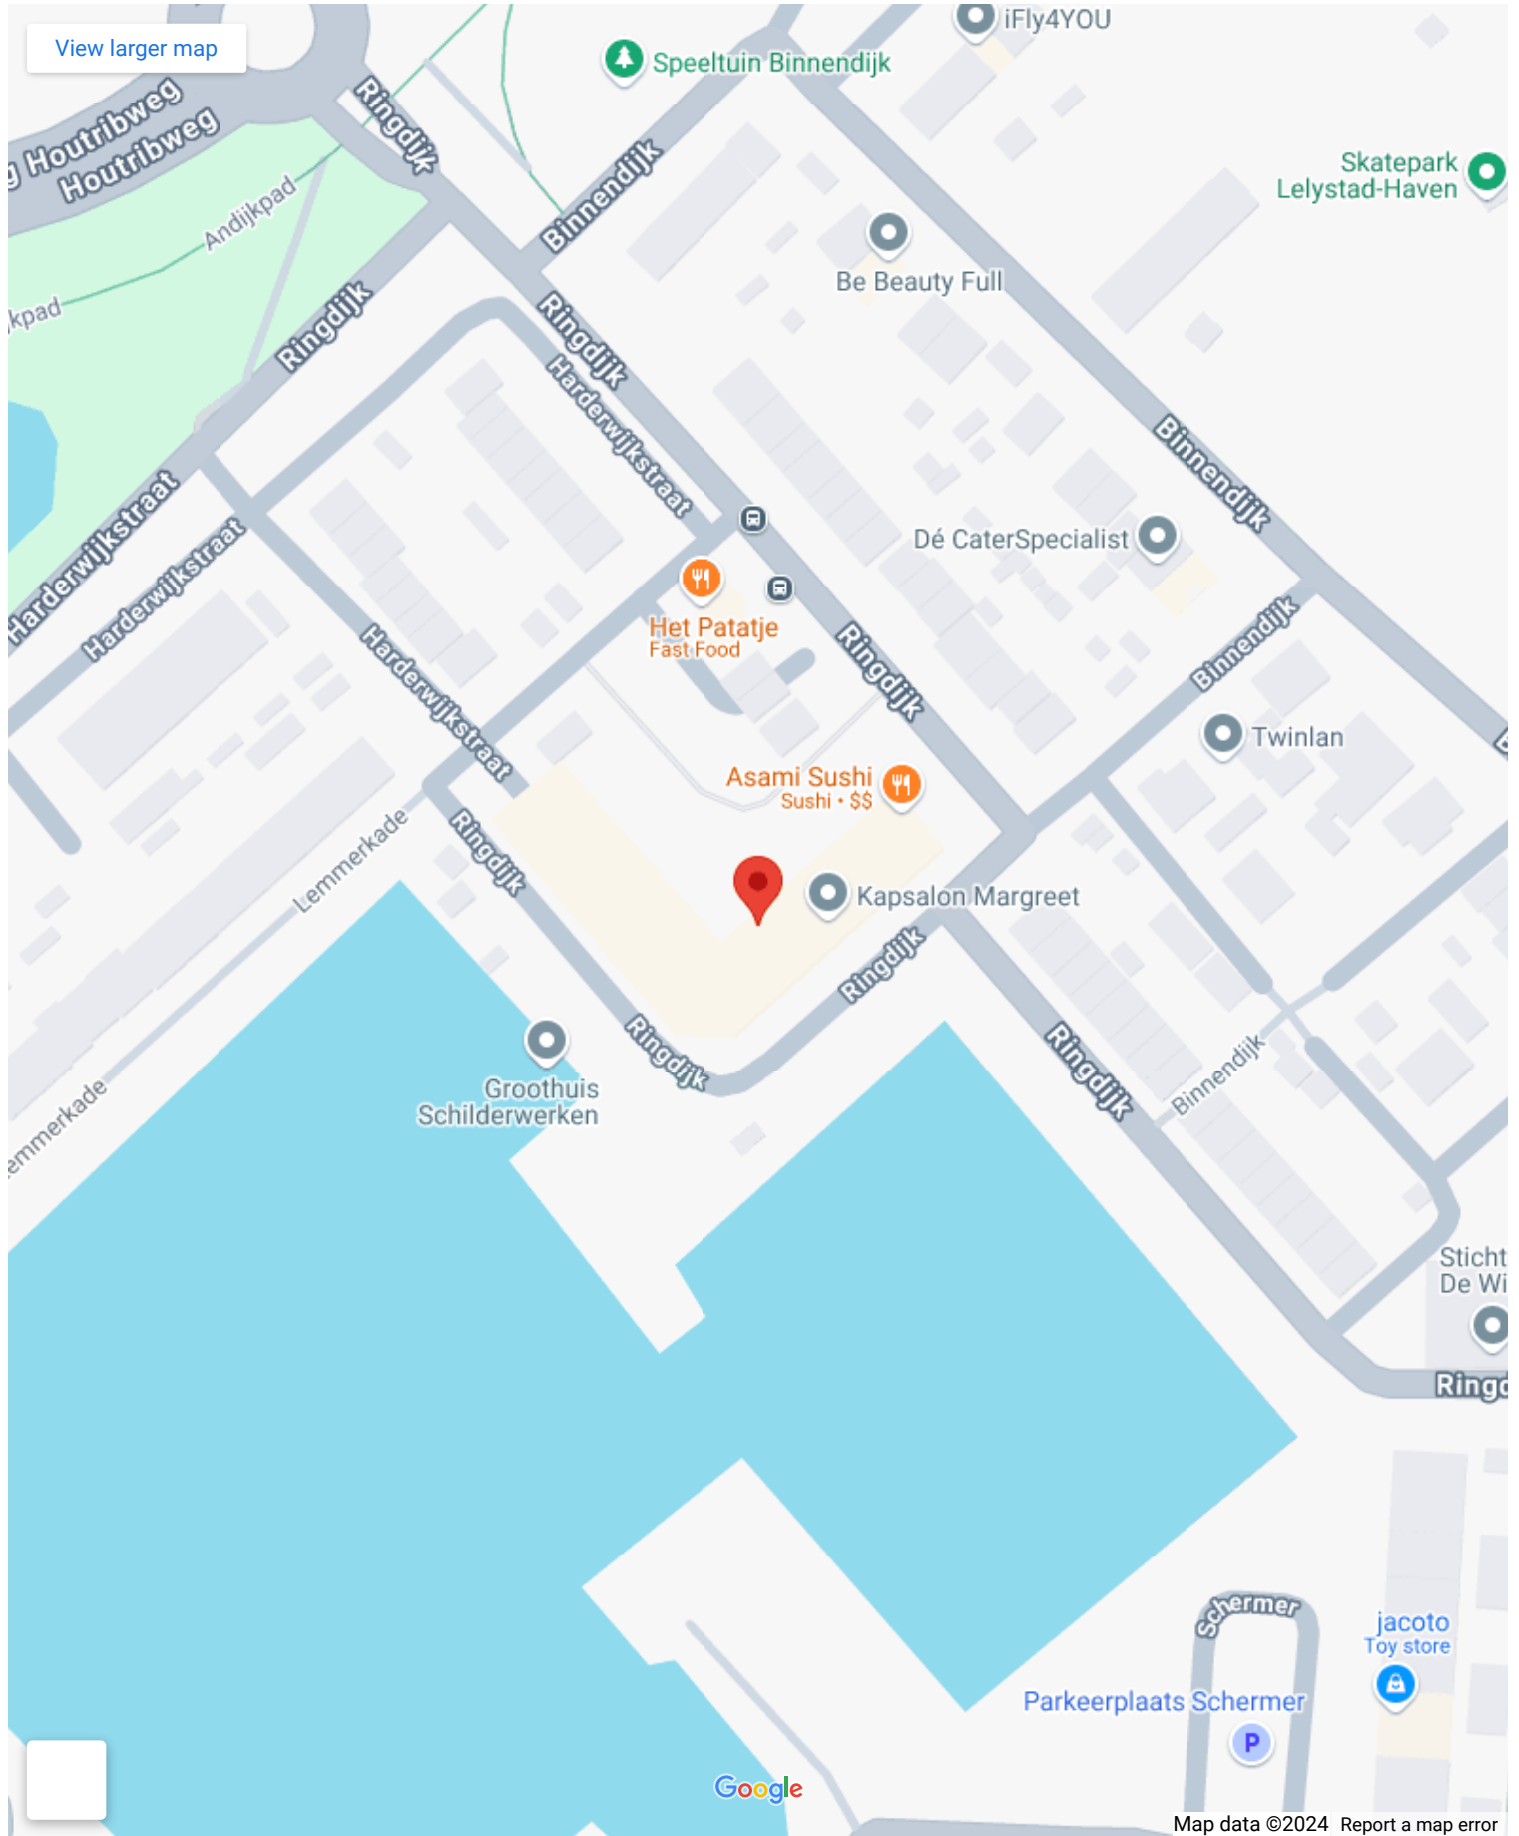 iFly4YOU
View larger map
Speeltuin Binnendijk
Ringdijk
Houtribweg
Houtribweg
Binnendijk
Skatepark
Lelystad-Haven
Andijkpad
Be Beauty Full
jkpad
Ringdijk
Ringdijk
Harderwijkstraat
Binnendijk
Harderwijkstraat
Harderwijkstraat
Dé CaterSpecialist
Het Patatje
Fast Food
Harderwijkstraat
Ringdijk
Binnendijk
Twinlan
Asami Sushi
Sushi • $$
Ringdijk
Lemmerkade
Kapsalon Margreet
Ringdijk
Ringdijk
Groothuis
Schilderwerken
Ringdijk
Binnendijk
emmerkade
Sticht
De Wi
Ringd
Schermer
jacoto
Toy store
Parkeerplaats Schermer
P
Google
Map data ©2024 Report a map error